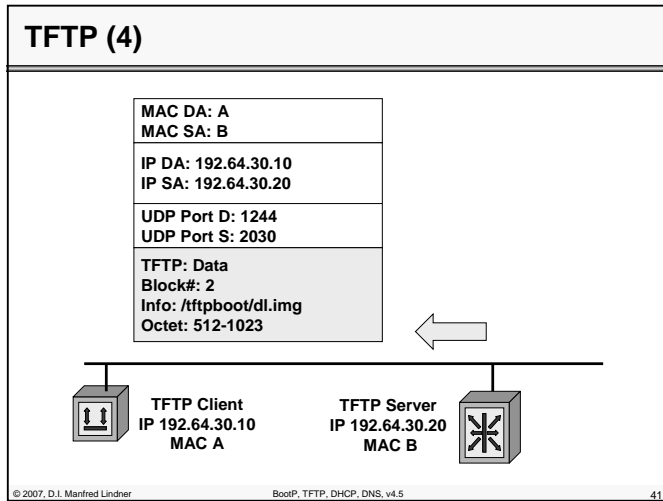 TFTP (4)
MAC DA: A
MAC SA: B
IP DA: 192.64.30.10
IP SA: 192.64.30.20
UDP Port D: 1244
UDP Port S: 2030
TFTP: Data
Block#: 2
Info: /tftpboot/dl.img
Octet: 512-1023
TFTP Client
IP 192.64.30.10
MAC A
TFTP Server
IP 192.64.30.20
MAC B
© 2007, D.I. Manfred Lindner
BootP, TFTP, DHCP, DNS, v4.5
41